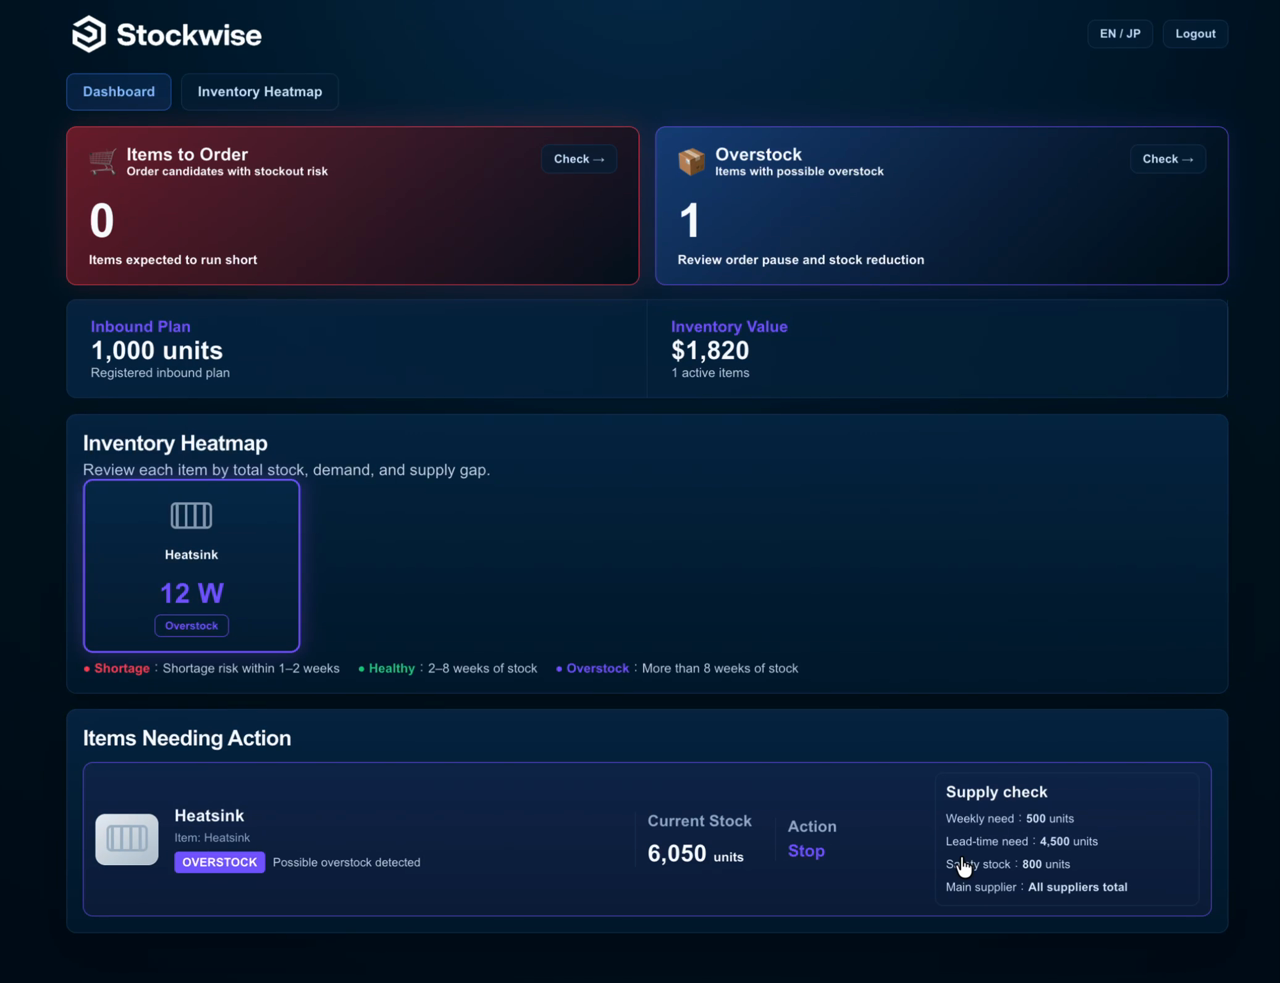 Stockwise
EN / JP
Logout
Dashboard
Inventory Heatmap
Items to Order
Order candidates with stockout risk
Check →
0
Items expected to run short
Overstock
Items with possible overstock
Check →
1
Review order pause and stock reduction
Inbound Plan
1,000 units
Registered inbound plan
Inventory Value
$1,820
1 active items
Inventory Heatmap
Review each item by total stock, demand, and supply gap.
Heatsink
12 W
Overstock
● Shortage : Shortage risk within 1–2 weeks
● Healthy : 2–8 weeks of stock
● Overstock : More than 8 weeks of stock
Items Needing Action
Heatsink
Item: Heatsink
OVERSTOCK Possible overstock detected
Current Stock
6,050 units
Action
Stop
Supply check
Weekly need : 500 units
Lead-time need : 4,500 units
Safety stock : 800 units
Main supplier : All suppliers total